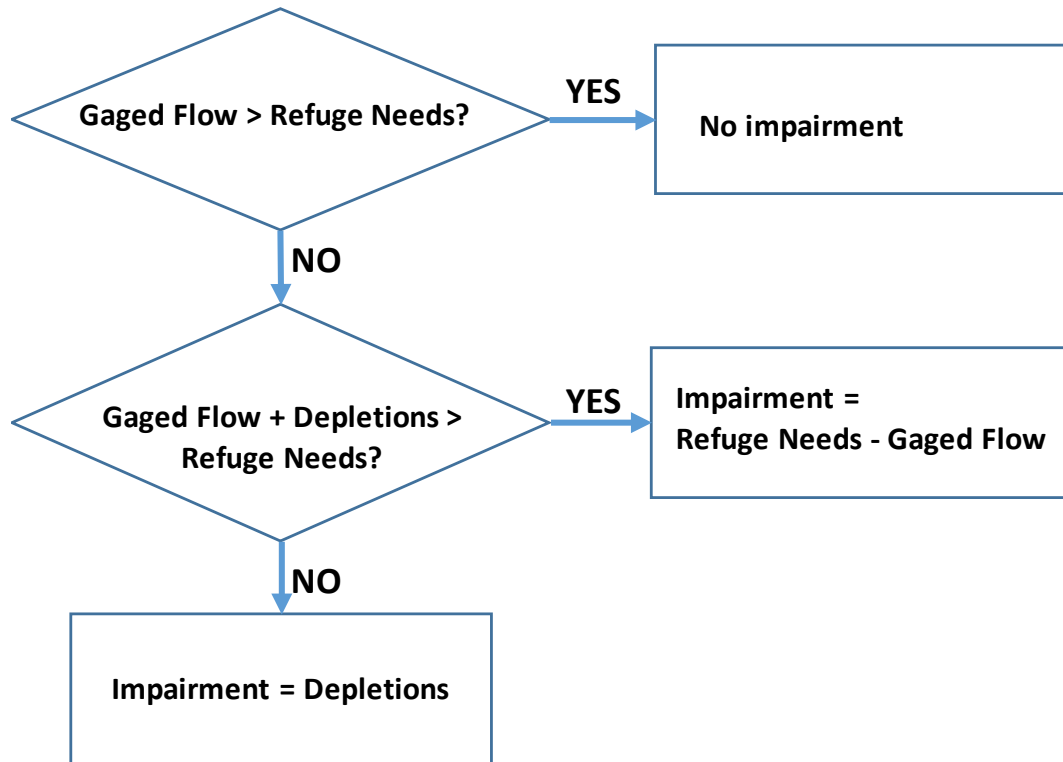 Gaged Flow > Refuge Needs?
YES
No impairment
NO
Gaged Flow + Depletions >
Refuge Needs?
YES
Impairment =
Refuge Needs - Gaged Flow
NO
Impairment = Depletions